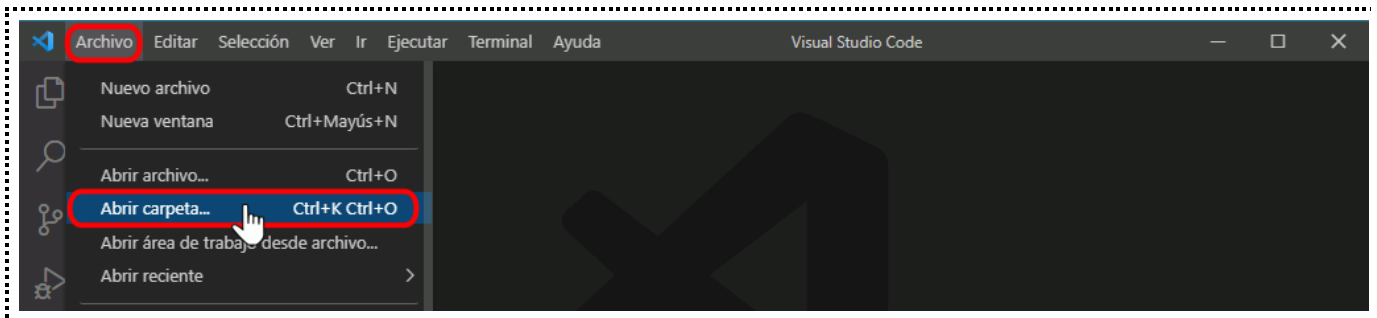 Archivo Editar Selección Ver Ir Ejecutar Terminal Ayuda Visual Studio Code
Nuevo archivo Ctrl+N
Nueva ventana Ctrl+Mayús+N
Abrir archivo... Ctrl+O
Abrir carpeta... Ctrl+K Ctrl+O
Abrir área de trabajo desde archivo...
Abrir reciente